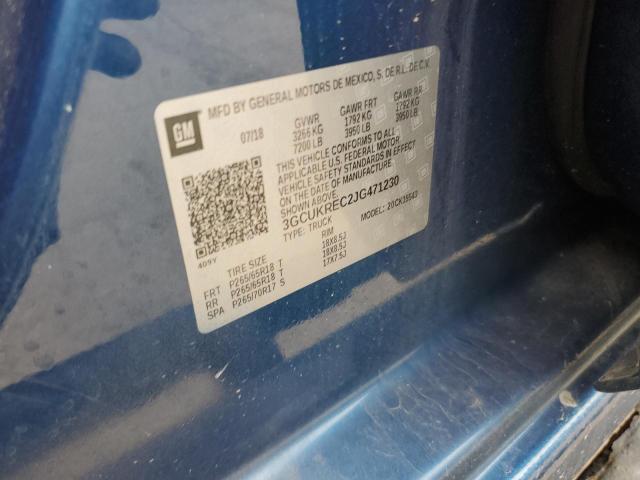 MFD BY GENERAL MOTORS DE MEXICO, S. DE R.L. DE C.V.
GM
07/18
GVWR GAWR FRT GAWR RR
3266 KG 1792 KG 1792 KG
7200 LB 3950 LB 3950 LB
THIS VEHICLE CONFORMS TO ALL
APPLICABLE U.S. FEDERAL MOTOR
VEHICLE SAFETY STANDARDS IN EFFECT
ON THE DATE OF MANUFACTURE
SHOWN ABOVE.
3GCUKREC2JG471230
TYPE: TRUCK MODEL: 20CK15543
409Y
TIRE SIZE RIM
FRT P265/65R18 T 18X8.5J
RR P265/65R18 T 18X8.5J
SPA P265/70R17 S 17X7.5J